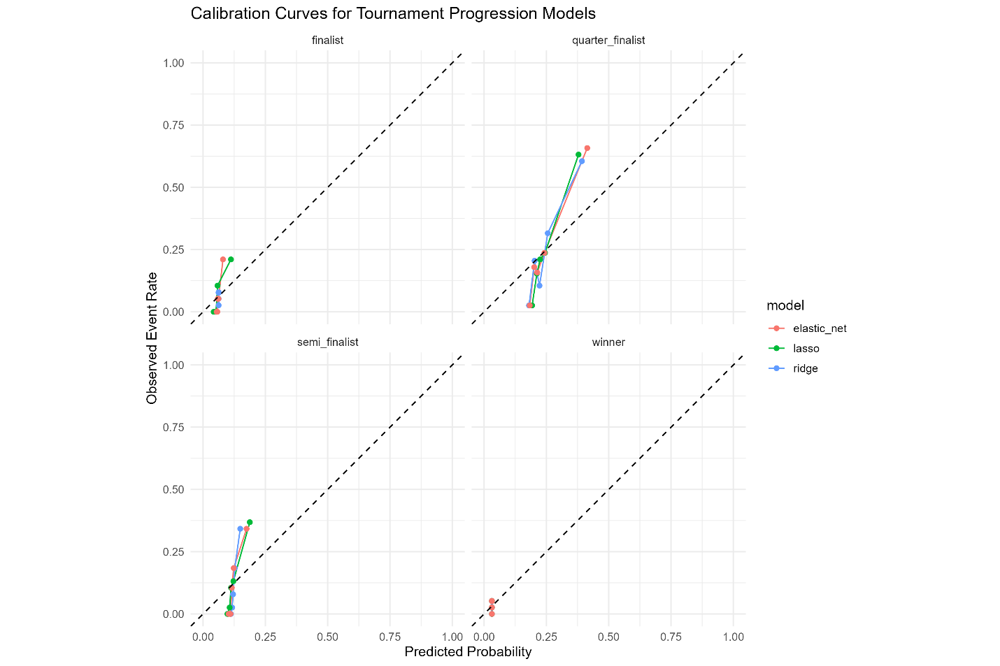 Calibration Curves for Tournament Progression Models
finalist
quarter_finalist
1.00
0.75
0.50
0.25
0.00
semi_finalist
winner
1.00
0.75
0.50
0.25
0.00
Observed Event Rate
0.00 0.25 0.50 0.75 1.00
0.00 0.25 0.50 0.75 1.00
Predicted Probability
model
elastic_net
lasso
ridge